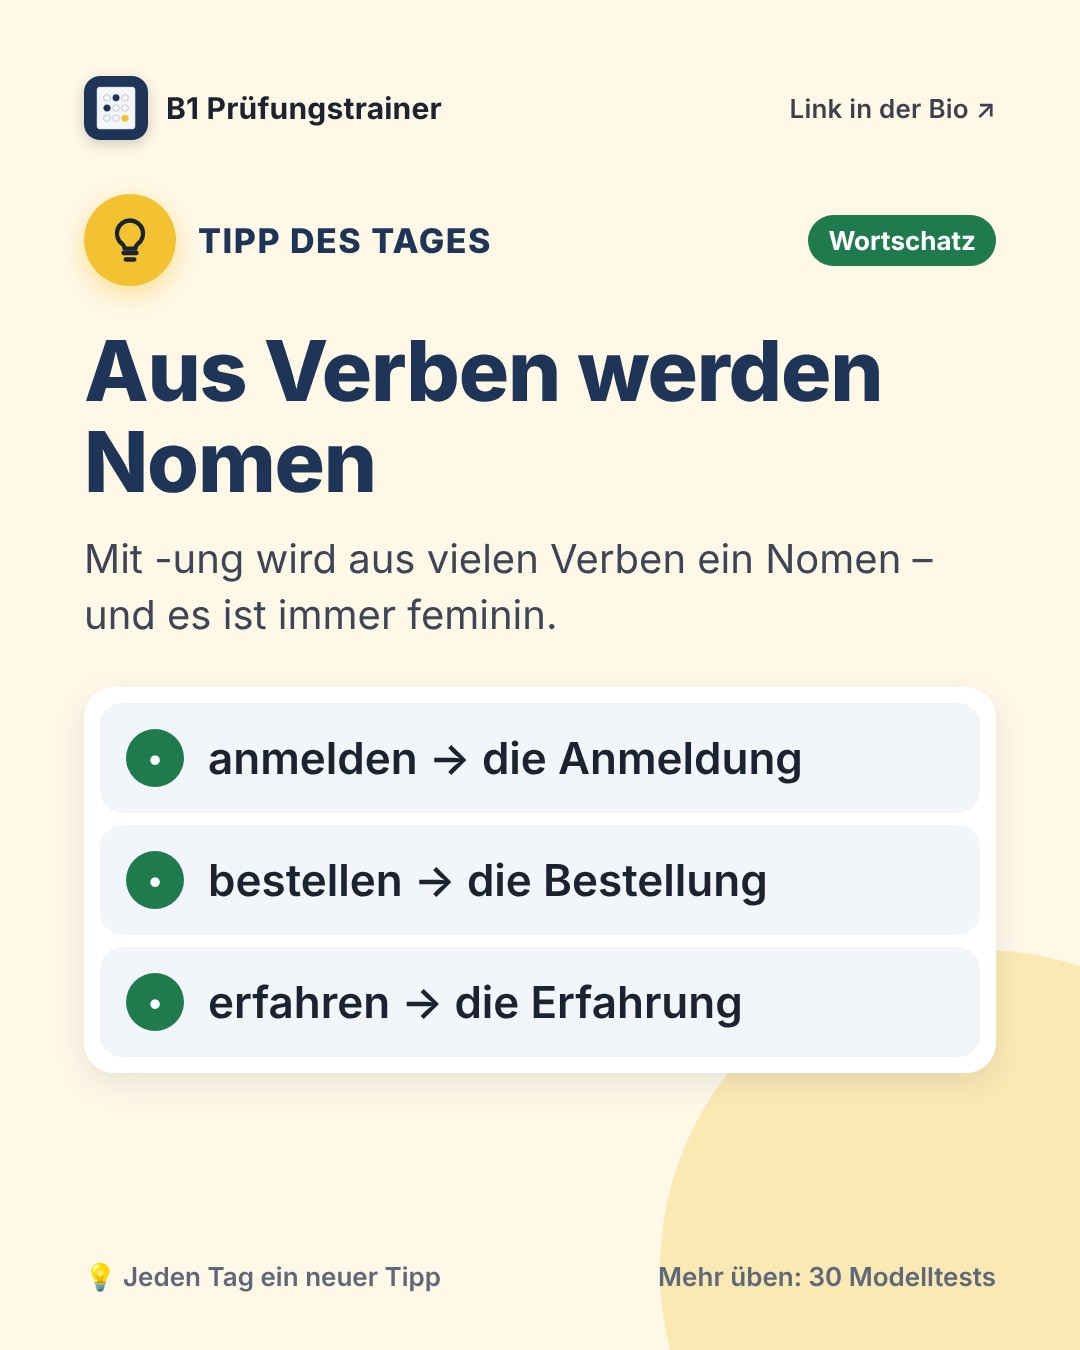 B1 Prüfungstrainer
Link in der Bio ↗
TIPP DES TAGES
Wortschatz
Aus Verben werden
Nomen
Mit -ung wird aus vielen Verben ein Nomen –
und es ist immer feminin.
anmelden → die Anmeldung
bestellen → die Bestellung
erfahren → die Erfahrung
💡 Jeden Tag ein neuer Tipp
Mehr üben: 30 Modelltests